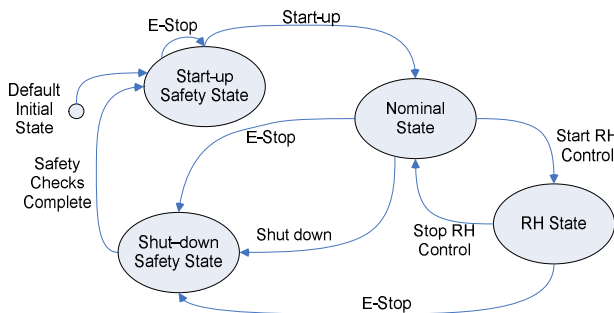 E-Stop
Start-up
Start-up
Safety State
Default
Initial
State
Nominal
State
E-Stop
Start RH
Control
Safety
Checks
Complete
Shut-down
Safety State
Shut down
Stop RH
Control
RH State
E-Stop